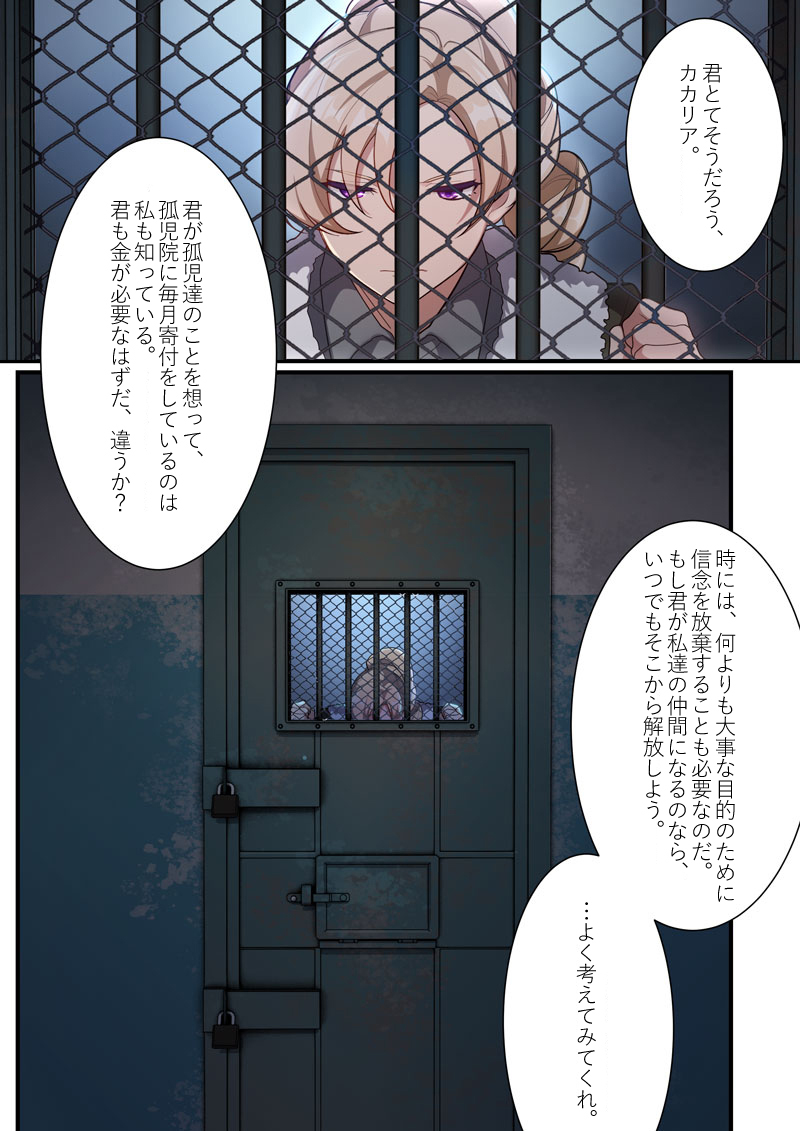 君とてそうだろう、
カカリア。
君が孤児達のことを想って、
孤児院に毎月寄付をしているのは
私も知っている。
君も金が必要なはずだ、違うか？
時には、何よりも大事な目的のために
信念を放棄することも必要なのだ。
もし君が私達の仲間になるのなら、
いつでもそこから解放しよう。
…よく考えてみてくれ。